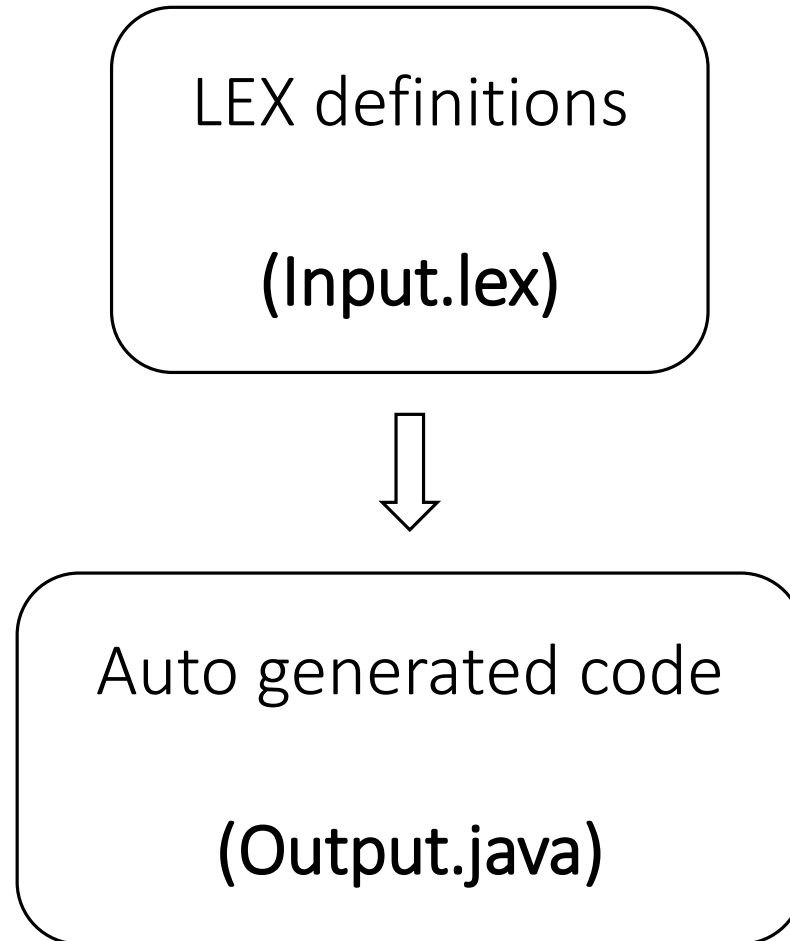 LEX definitions
(Input.lex)
Auto generated code
(Output.java)